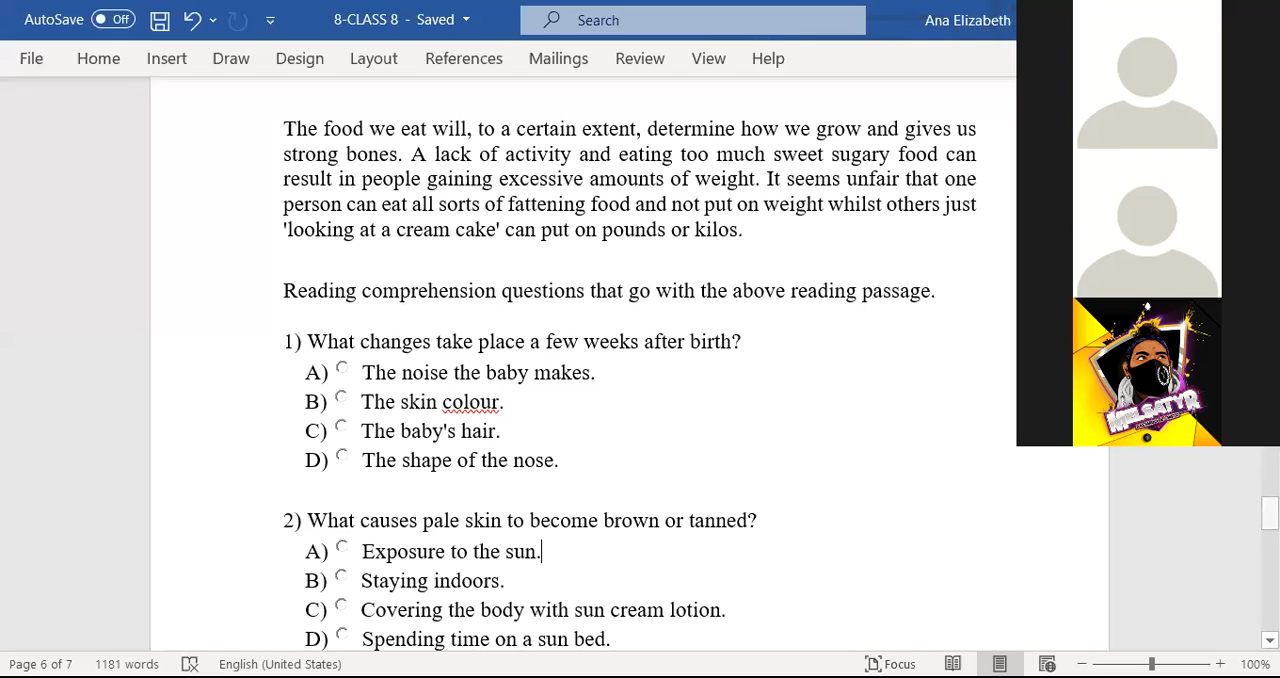 AutoSave Off 8-CLASS 8 - Saved Search Ana Elizabeth
File Home Insert Draw Design Layout References Mailings Review View Help
The food we eat will, to a certain extent, determine how we grow and gives us
strong bones. A lack of activity and eating too much sweet sugary food can
result in people gaining excessive amounts of weight. It seems unfair that one
person can eat all sorts of fattening food and not put on weight whilst others just
'looking at a cream cake' can put on pounds or kilos.
Reading comprehension questions that go with the above reading passage.
1) What changes take place a few weeks after birth?
A) The noise the baby makes.
B) The skin colour.
C) The baby's hair.
D) The shape of the nose.
2) What causes pale skin to become brown or tanned?
A) Exposure to the sun.
B) Staying indoors.
C) Covering the body with sun cream lotion.
D) Spending time on a sun bed.
Page 6 of 7 1181 words English (United States) Focus 100%